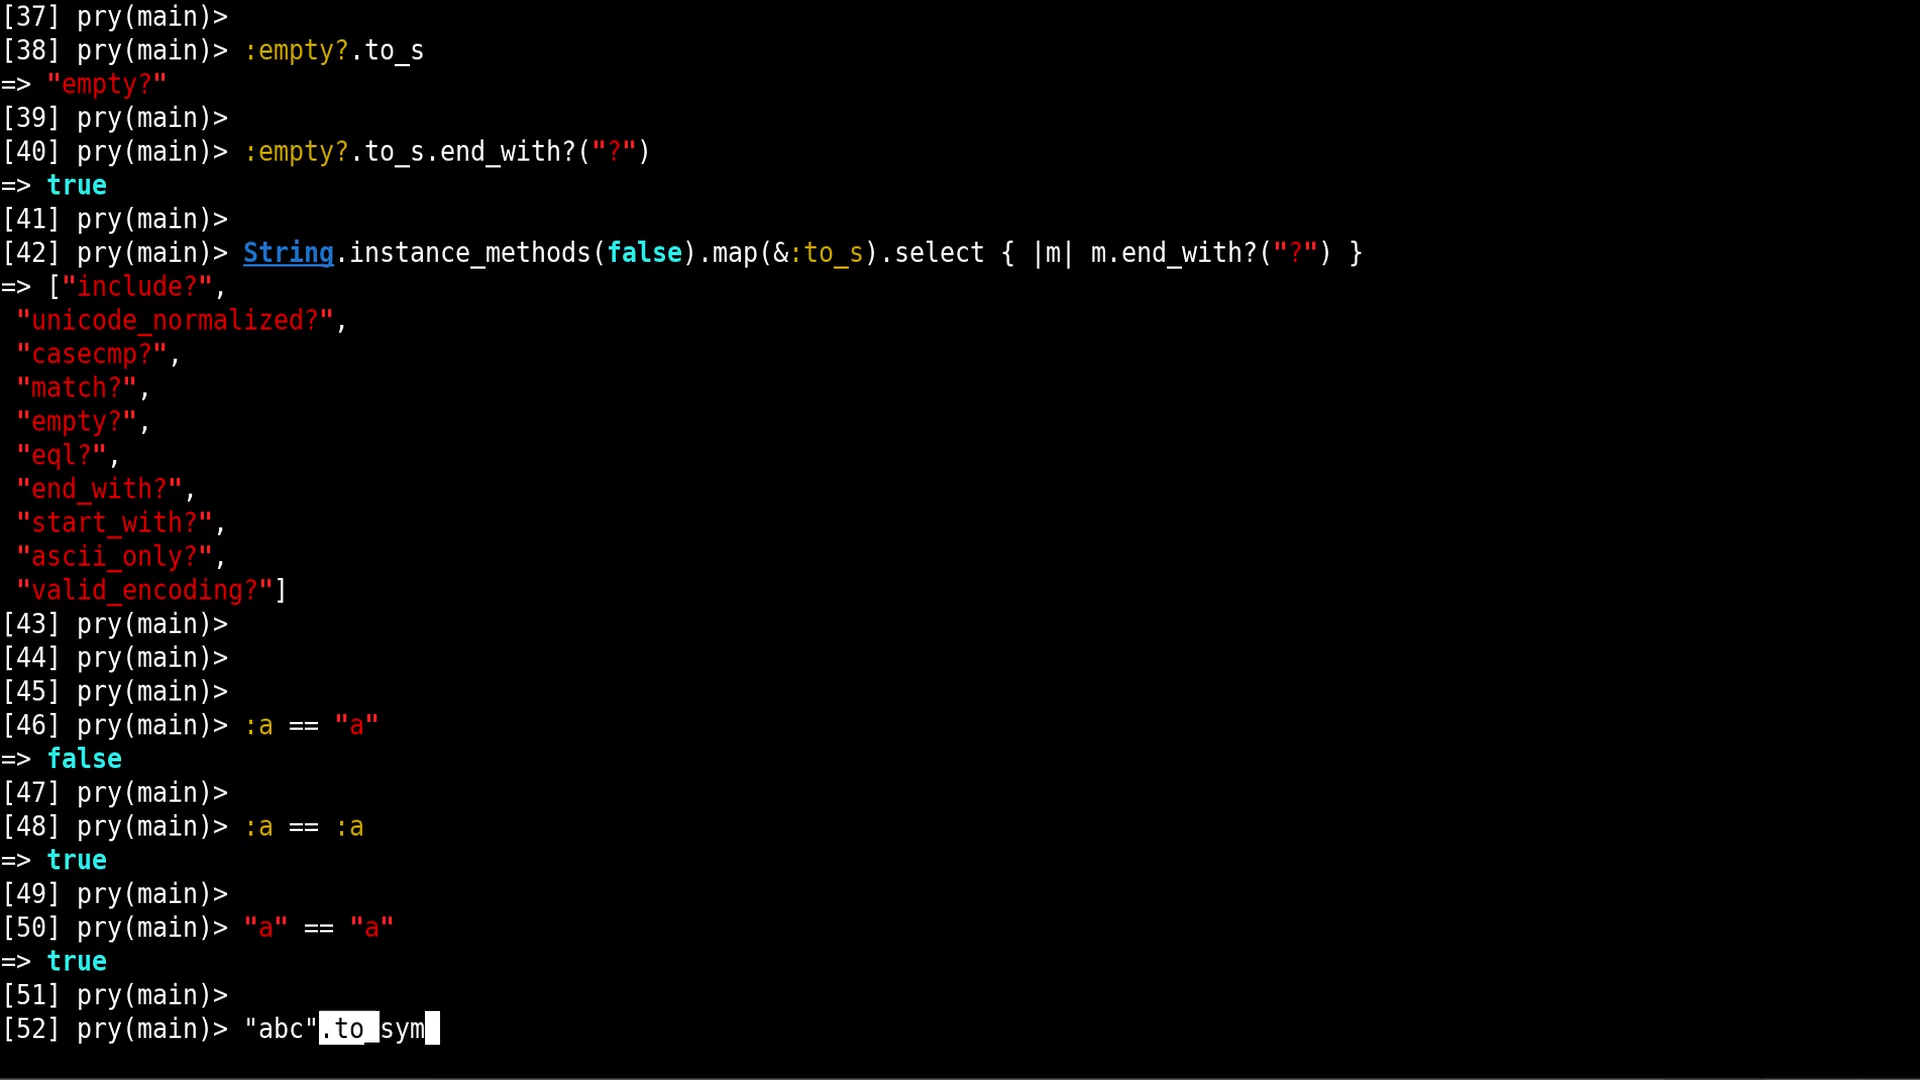 [37] pry(main)>
[38] pry(main)> :empty?.to_s
=> "empty?"
[39] pry(main)>
[40] pry(main)> :empty?.to_s.end_with?("?")
=> true
[41] pry(main)>
[42] pry(main)> String.instance_methods(false).map(&:to_s).select { |m| m.end_with?("?") }
=> ["include?",
 "unicode_normalized?",
 "casecmp?",
 "match?",
 "empty?",
 "eql?",
 "end_with?",
 "start_with?",
 "ascii_only?",
 "valid_encoding?"]
[43] pry(main)>
[44] pry(main)>
[45] pry(main)>
[46] pry(main)> :a == "a"
=> false
[47] pry(main)>
[48] pry(main)> :a == :a
=> true
[49] pry(main)>
[50] pry(main)> "a" == "a"
=> true
[51] pry(main)>
[52] pry(main)> "abc".to_sym